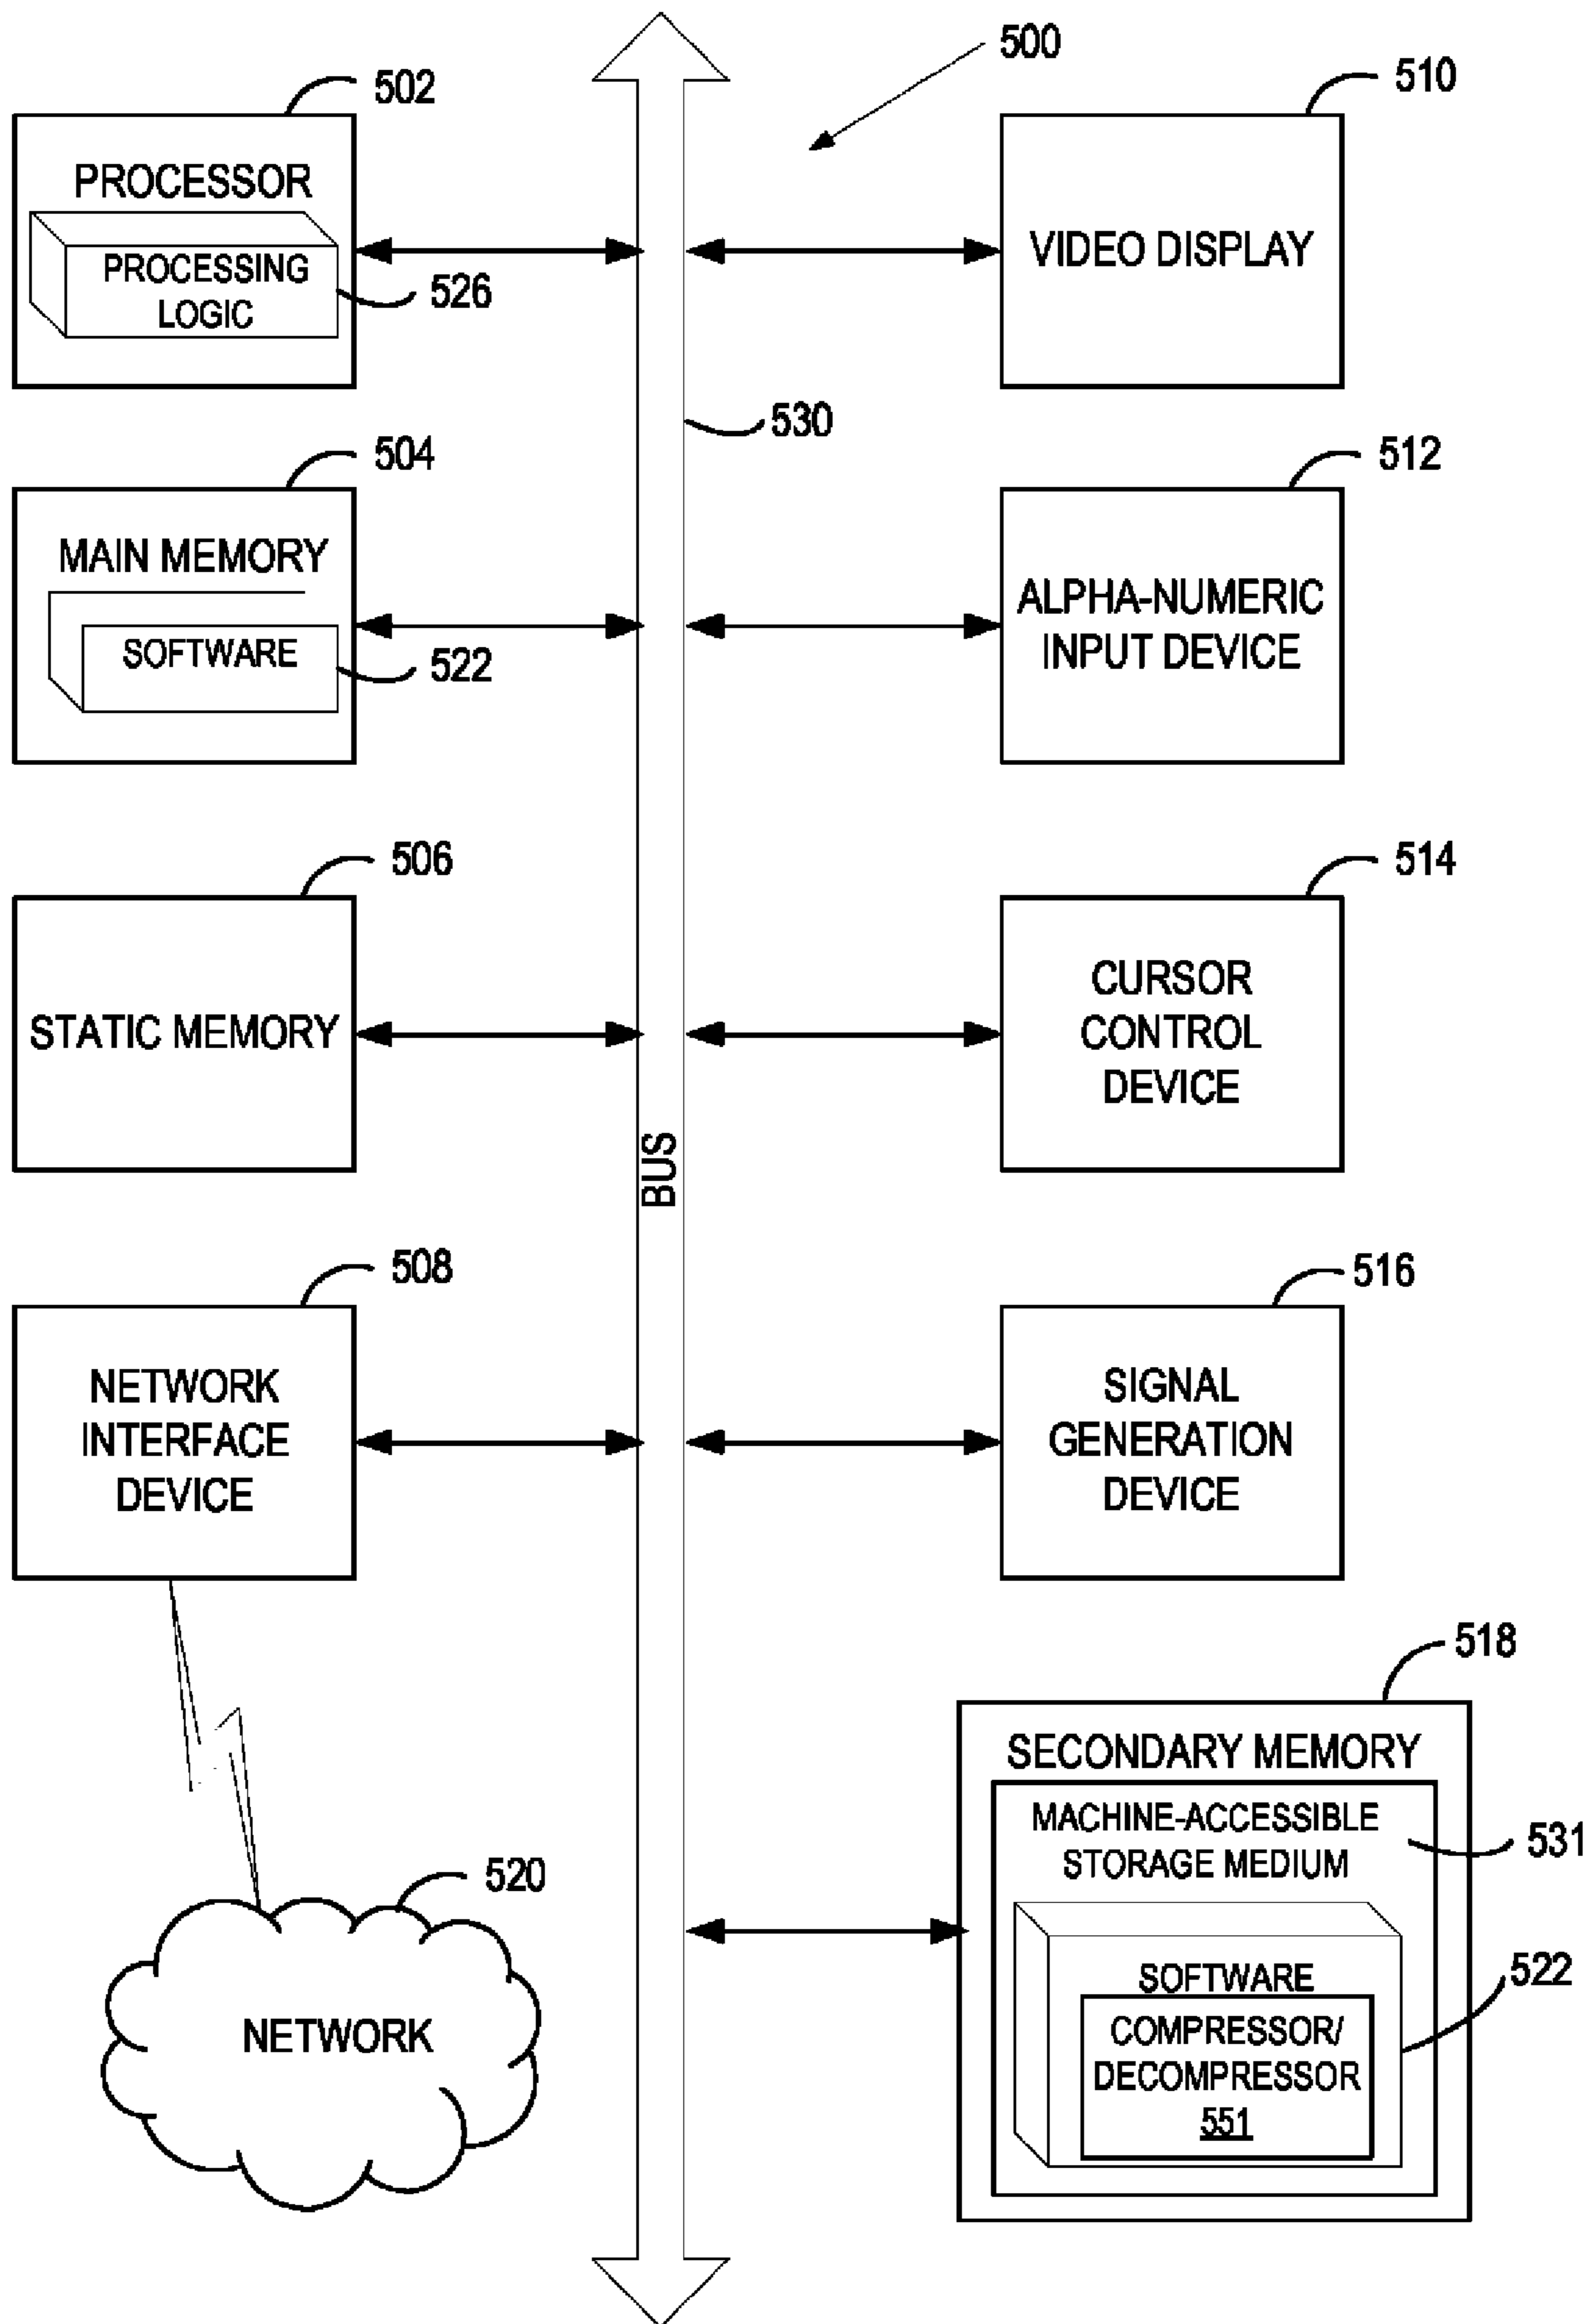 500
502
PROCESSOR
PROCESSING
LOGIC
526
510
VIDEO DISPLAY
530
504
MAIN MEMORY
SOFTWARE
522
512
ALPHA-NUMERIC
INPUT DEVICE
506
STATIC MEMORY
514
CURSOR
CONTROL
DEVICE
BUS
508
NETWORK
INTERFACE
DEVICE
516
SIGNAL
GENERATION
DEVICE
518
SECONDARY MEMORY
MACHINE-ACCESSIBLE
STORAGE MEDIUM
531
SOFTWARE
522
COMPRESSOR/
DECOMPRESSOR
551
520
NETWORK